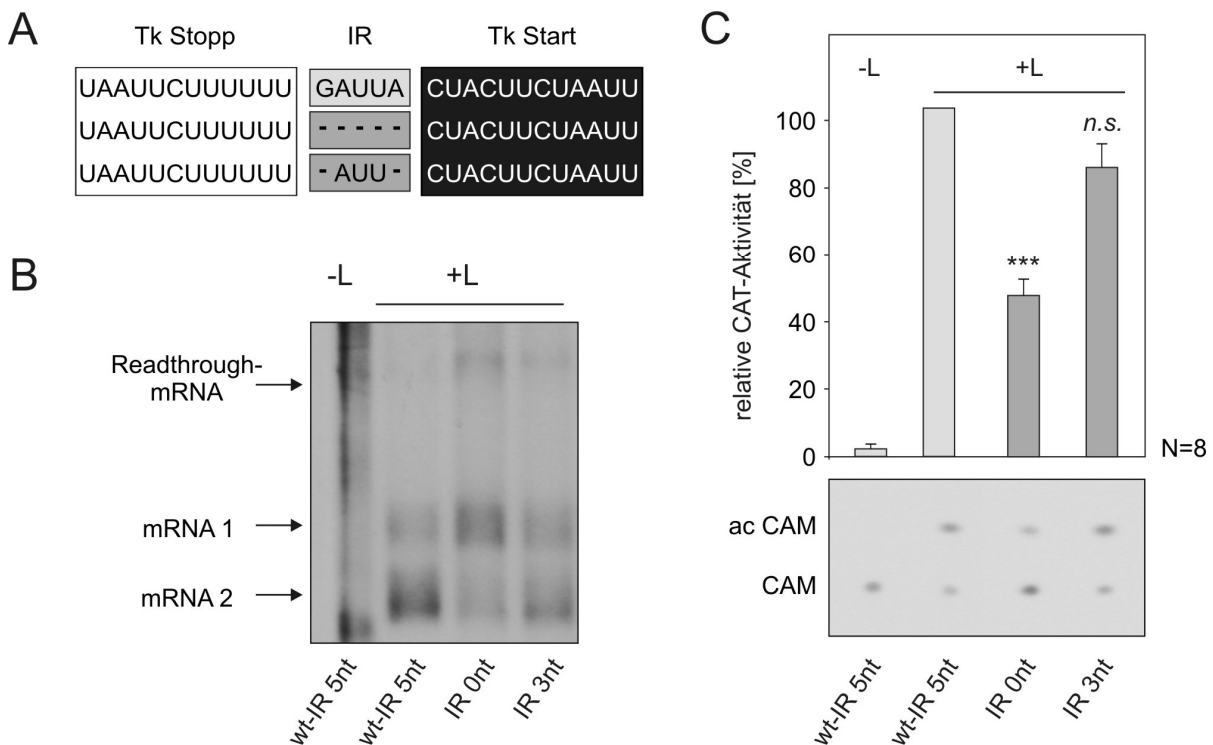 A
Tk Stopp IR Tk Start
UAAUUCUUUUUU GAUUA CUACUUCUAAUU
UAAUUCUUUUUU - - - - - CUACUUCUAAUU
UAAUUCUUUUUU - AUU - CUACUUCUAAUU
B
-L +L
Readthrough-
mRNA
mRNA 1
mRNA 2
wt-IR 5nt
wt-IR 5nt
IR 0nt
IR 3nt
C
-L +L
relative CAT-Aktivität [%]
100
80
60
40
20
0
***
n.s.
N=8
ac CAM
CAM
wt-IR 5nt
wt-IR 5nt
IR 0nt
IR 3nt